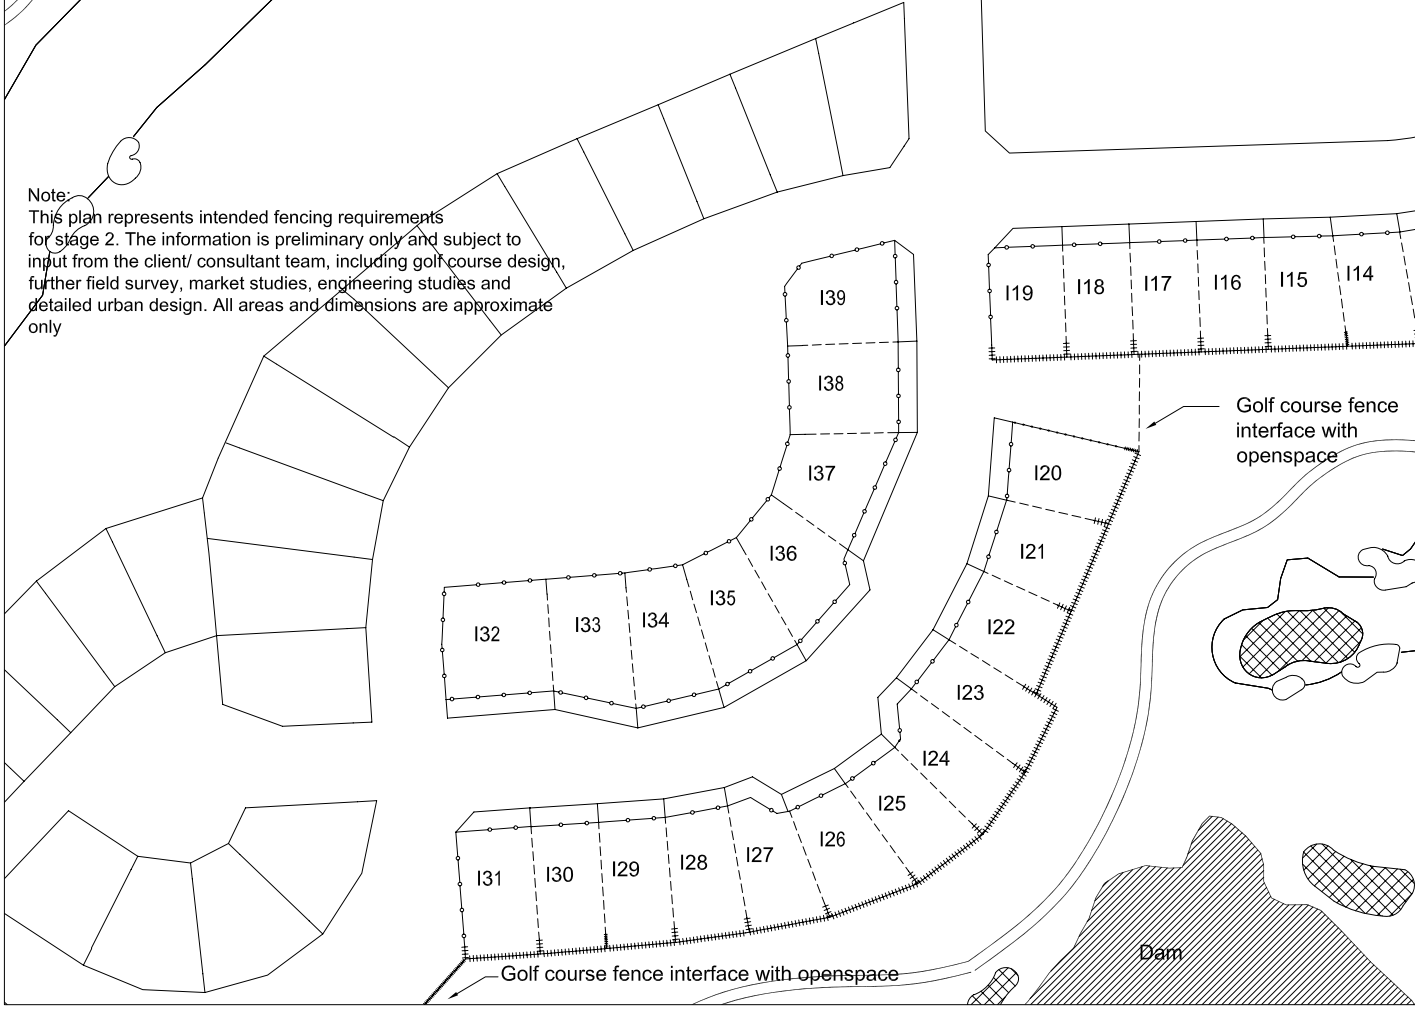 Note:
This plan represents intended fencing requirements
for stage 2. The information is preliminary only and subject to
input from the client/ consultant team, including golf course design,
further field survey, market studies, engineering studies and
detailed urban design. All areas and dimensions are approximate
only
I39
I38
I37
I36
I35
I34
I33
I32
I19
I18
I17
I16
I15
I14
Golf course fence
interface with
openspace
I20
I21
I22
I23
I24
I25
I26
I27
I28
I29
I30
I31
Golf course fence interface with openspace
Dam